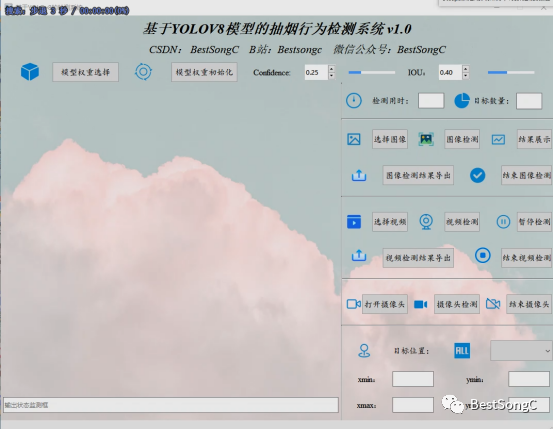 基于YOLOV8模型的抽烟行为检测系统 v1.0
CSDN： BestSongC B站：Bestsongc 微信公众号：BestSongC
模型权重选择 模型权重初始化 Confidence: 0.25 IOU： 0.40
检测用时： 目标数量：
选择图像 图像检测 结果展示
图像检测结果导出 结束图像检测
选择视频 视频检测 暂停检测
视频检测结果导出 结束视频检测
打开摄像头 摄像头检测 结束摄像头
目标位置： ALL
xmin： ymin：
输出状态监测框 xmax：
BestSongC